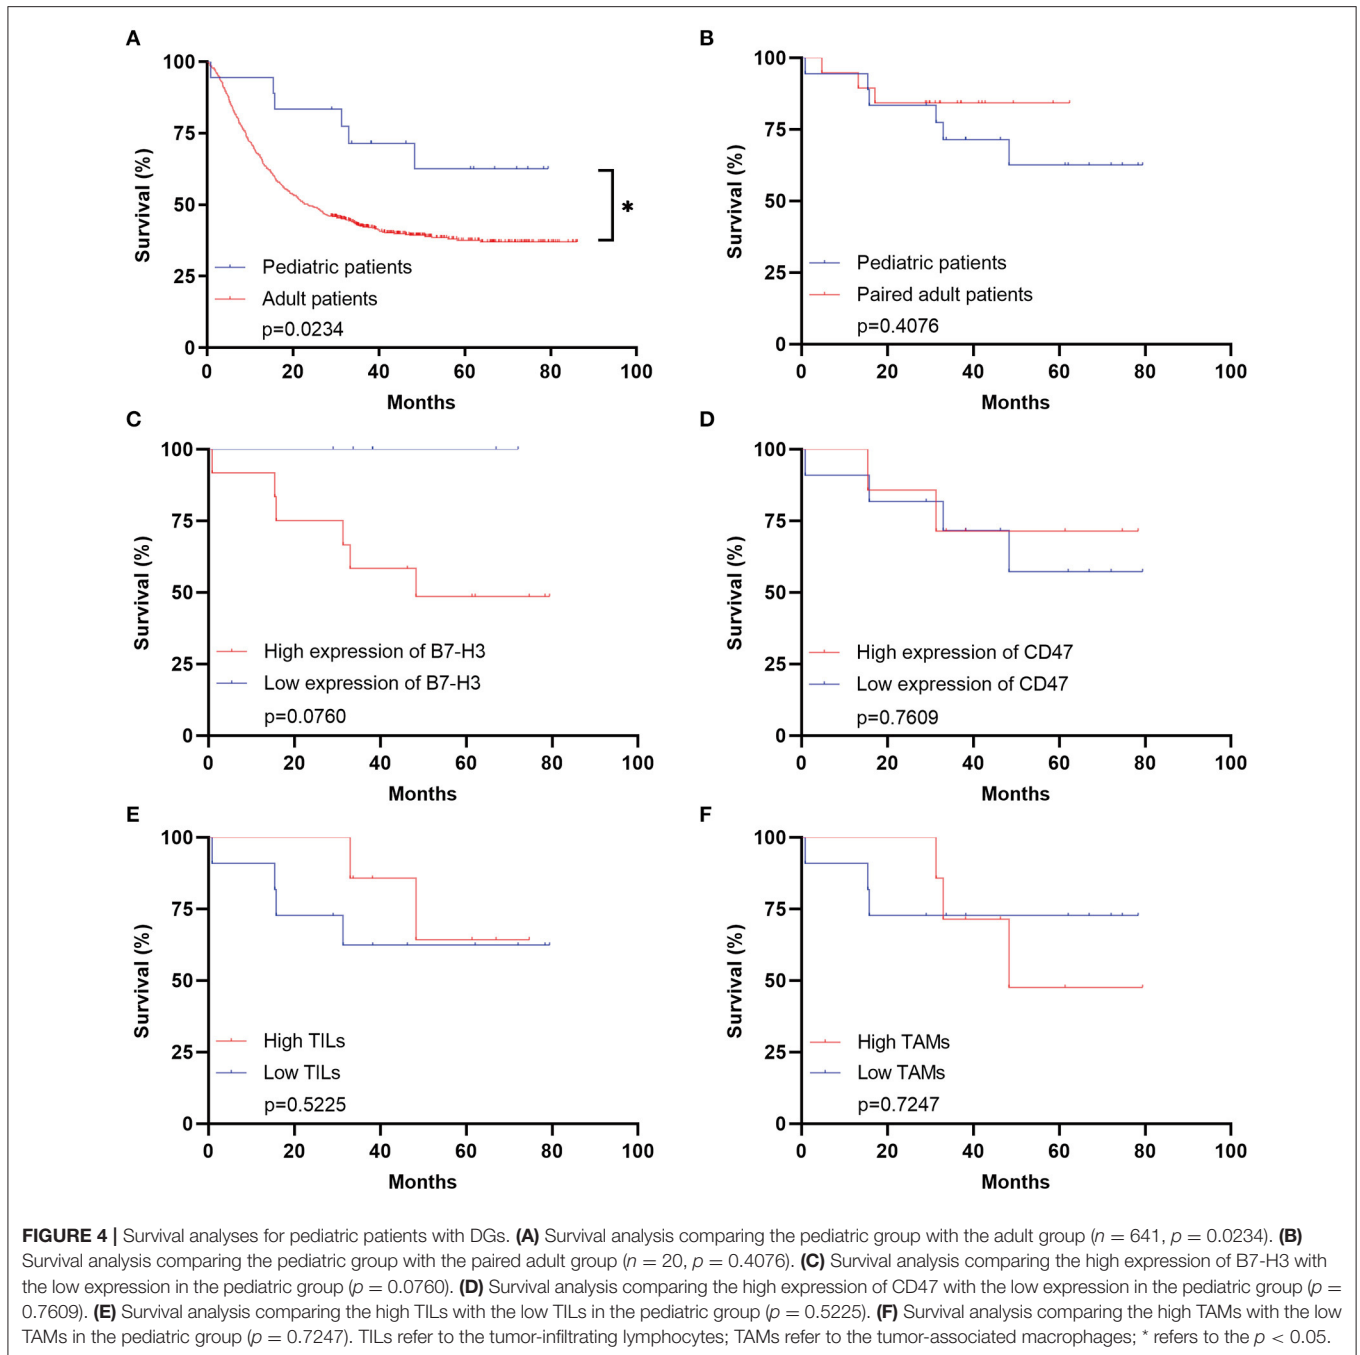 A
100
75
50
25
0
Survival (%)
Pediatric patients
Adult patients
p=0.0234
*
0 20 40 60 80 100
Months
B
100
75
50
25
0
Survival (%)
Pediatric patients
Paired adult patients
p=0.4076
0 20 40 60 80 100
Months
C
100
75
50
25
0
Survival (%)
High expression of B7-H3
Low expression of B7-H3
p=0.0760
0 20 40 60 80 100
Months
D
100
75
50
25
0
Survival (%)
High expression of CD47
Low expression of CD47
p=0.7609
0 20 40 60 80 100
Months
E
100
75
50
25
0
Survival (%)
High TILs
Low TILs
p=0.5225
0 20 40 60 80 100
Months
F
100
75
50
25
0
Survival (%)
High TAMs
Low TAMs
p=0.7247
0 20 40 60 80 100
Months
FIGURE 4 | Survival analyses for pediatric patients with DGs. (A) Survival analysis comparing the pediatric group with the adult group (n = 641, p = 0.0234). (B)
Survival analysis comparing the pediatric group with the paired adult group (n = 20, p = 0.4076). (C) Survival analysis comparing the high expression of B7-H3 with
the low expression in the pediatric group (p = 0.0760). (D) Survival analysis comparing the high expression of CD47 with the low expression in the pediatric group (p =
0.7609). (E) Survival analysis comparing the high TILs with the low TILs in the pediatric group (p = 0.5225). (F) Survival analysis comparing the high TAMs with the low
TAMs in the pediatric group (p = 0.7247). TILs refer to the tumor-infiltrating lymphocytes; TAMs refer to the tumor-associated macrophages; * refers to the p < 0.05.